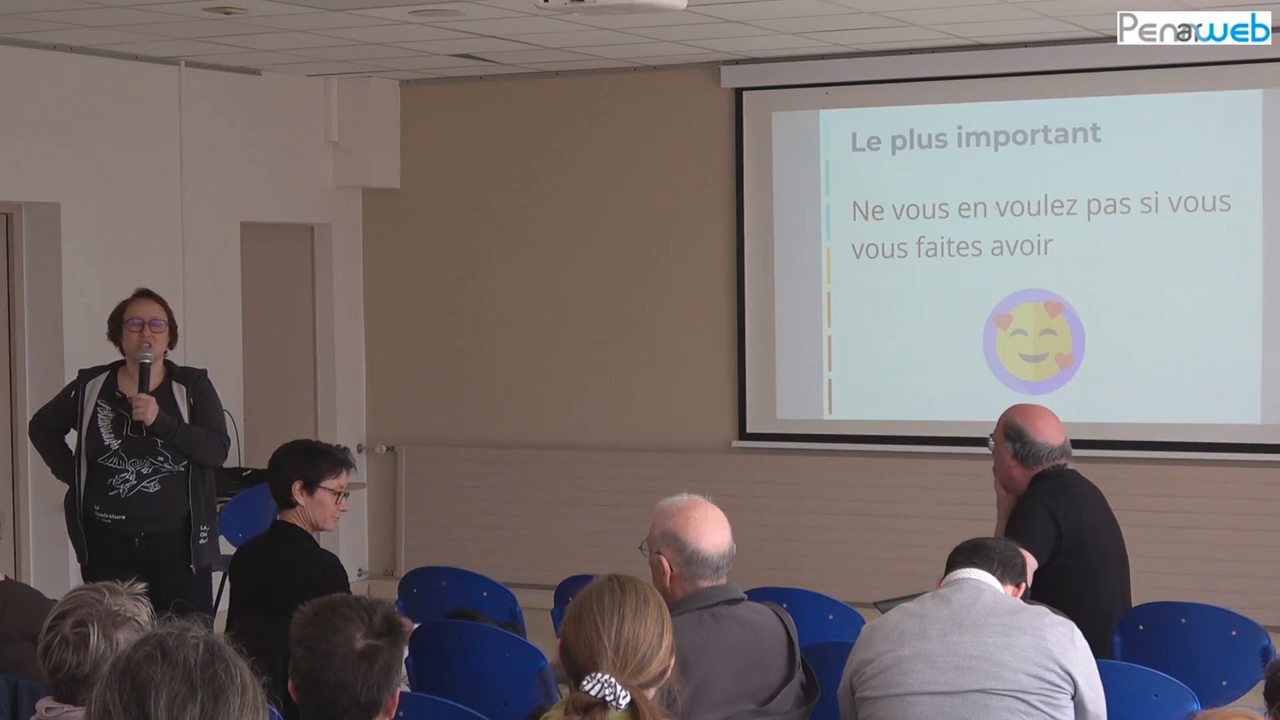 Penarweb
Le plus important
Ne vous en voulez pas si vous
vous faites avoir